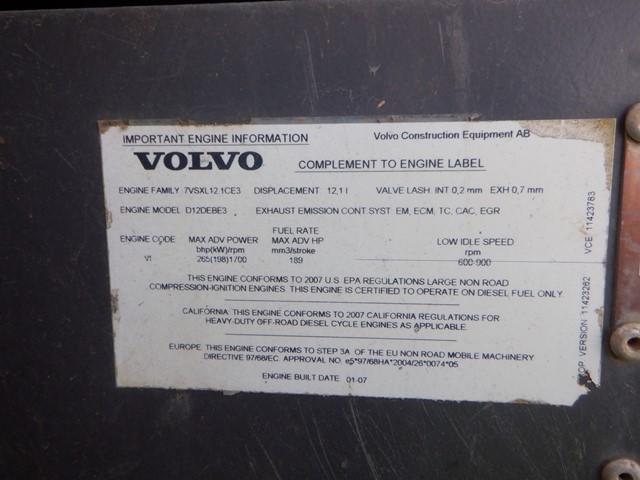 IMPORTANT ENGINE INFORMATION Volvo Construction Equipment AB
VOLVO COMPLEMENT TO ENGINE LABEL
ENGINE FAMILY 7VSXL12.1CE3 DISPLACEMENT 12,1 l VALVE LASH INT 0,2 mm EXH 0,7 mm
ENGINE MODEL D12DEBE3 EXHAUST EMISSION CONT.SYST EM, ECM, TC, CAC, EGR
FUEL RATE
ENGINE CODE MAX ADV POWER MAX ADV HP LOW IDLE SPEED
bhp(kW)/rpm mm3/stroke rpm
V1 265(198)1700 189 600-900
THIS ENGINE CONFORMS TO 2007 U.S. EPA REGULATIONS LARGE NON ROAD
COMPRESSION-IGNITION ENGINES. THIS ENGINE IS CERTIFIED TO OPERATE ON DIESEL FUEL ONLY.
CALIFORNIA. THIS ENGINE CONFORMS TO 2007 CALIFORNIA REGULATIONS FOR
HEAVY-DUTY OFF-ROAD DIESEL CYCLE ENGINES AS APPLICABLE.
EUROPE. THIS ENGINE CONFORMS TO STEP 3A OF THE EU NON ROAD MOBILE MACHINERY
DIRECTIVE 97/68/EC. APPROVAL NO. e5*97/68HA*2004/26*0074*05
ENGINE BUILT DATE 01-07
VERSION 11423262 VCE 11423783